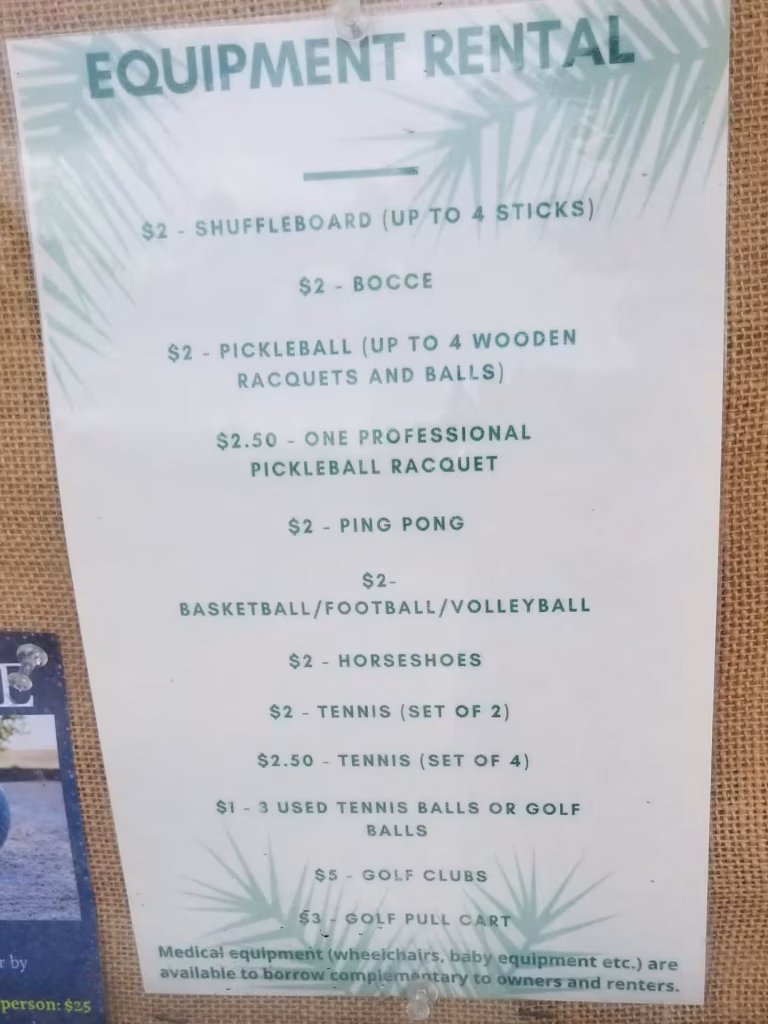 EQUIPMENT RENTAL
$2 - SHUFFLEBOARD (UP TO 4 STICKS)
$2 - BOCCE
$2 - PICKLEBALL (UP TO 4 WOODEN
RACQUETS AND BALLS)
$2.50 - ONE PROFESSIONAL
PICKLEBALL RACQUET
$2 - PING PONG
$2-
BASKETBALL/FOOTBALL/VOLLEYBALL
$2 - HORSESHOES
$2 - TENNIS (SET OF 2)
$2.50 - TENNIS (SET OF 4)
$1 - 3 USED TENNIS BALLS OR GOLF
BALLS
$5 - GOLF CLUBS
$3 - GOLF PULL CART
Medical equipment (wheelchairs, baby equipment etc.) are
available to borrow complementary to owners and renters.
by
person: $25